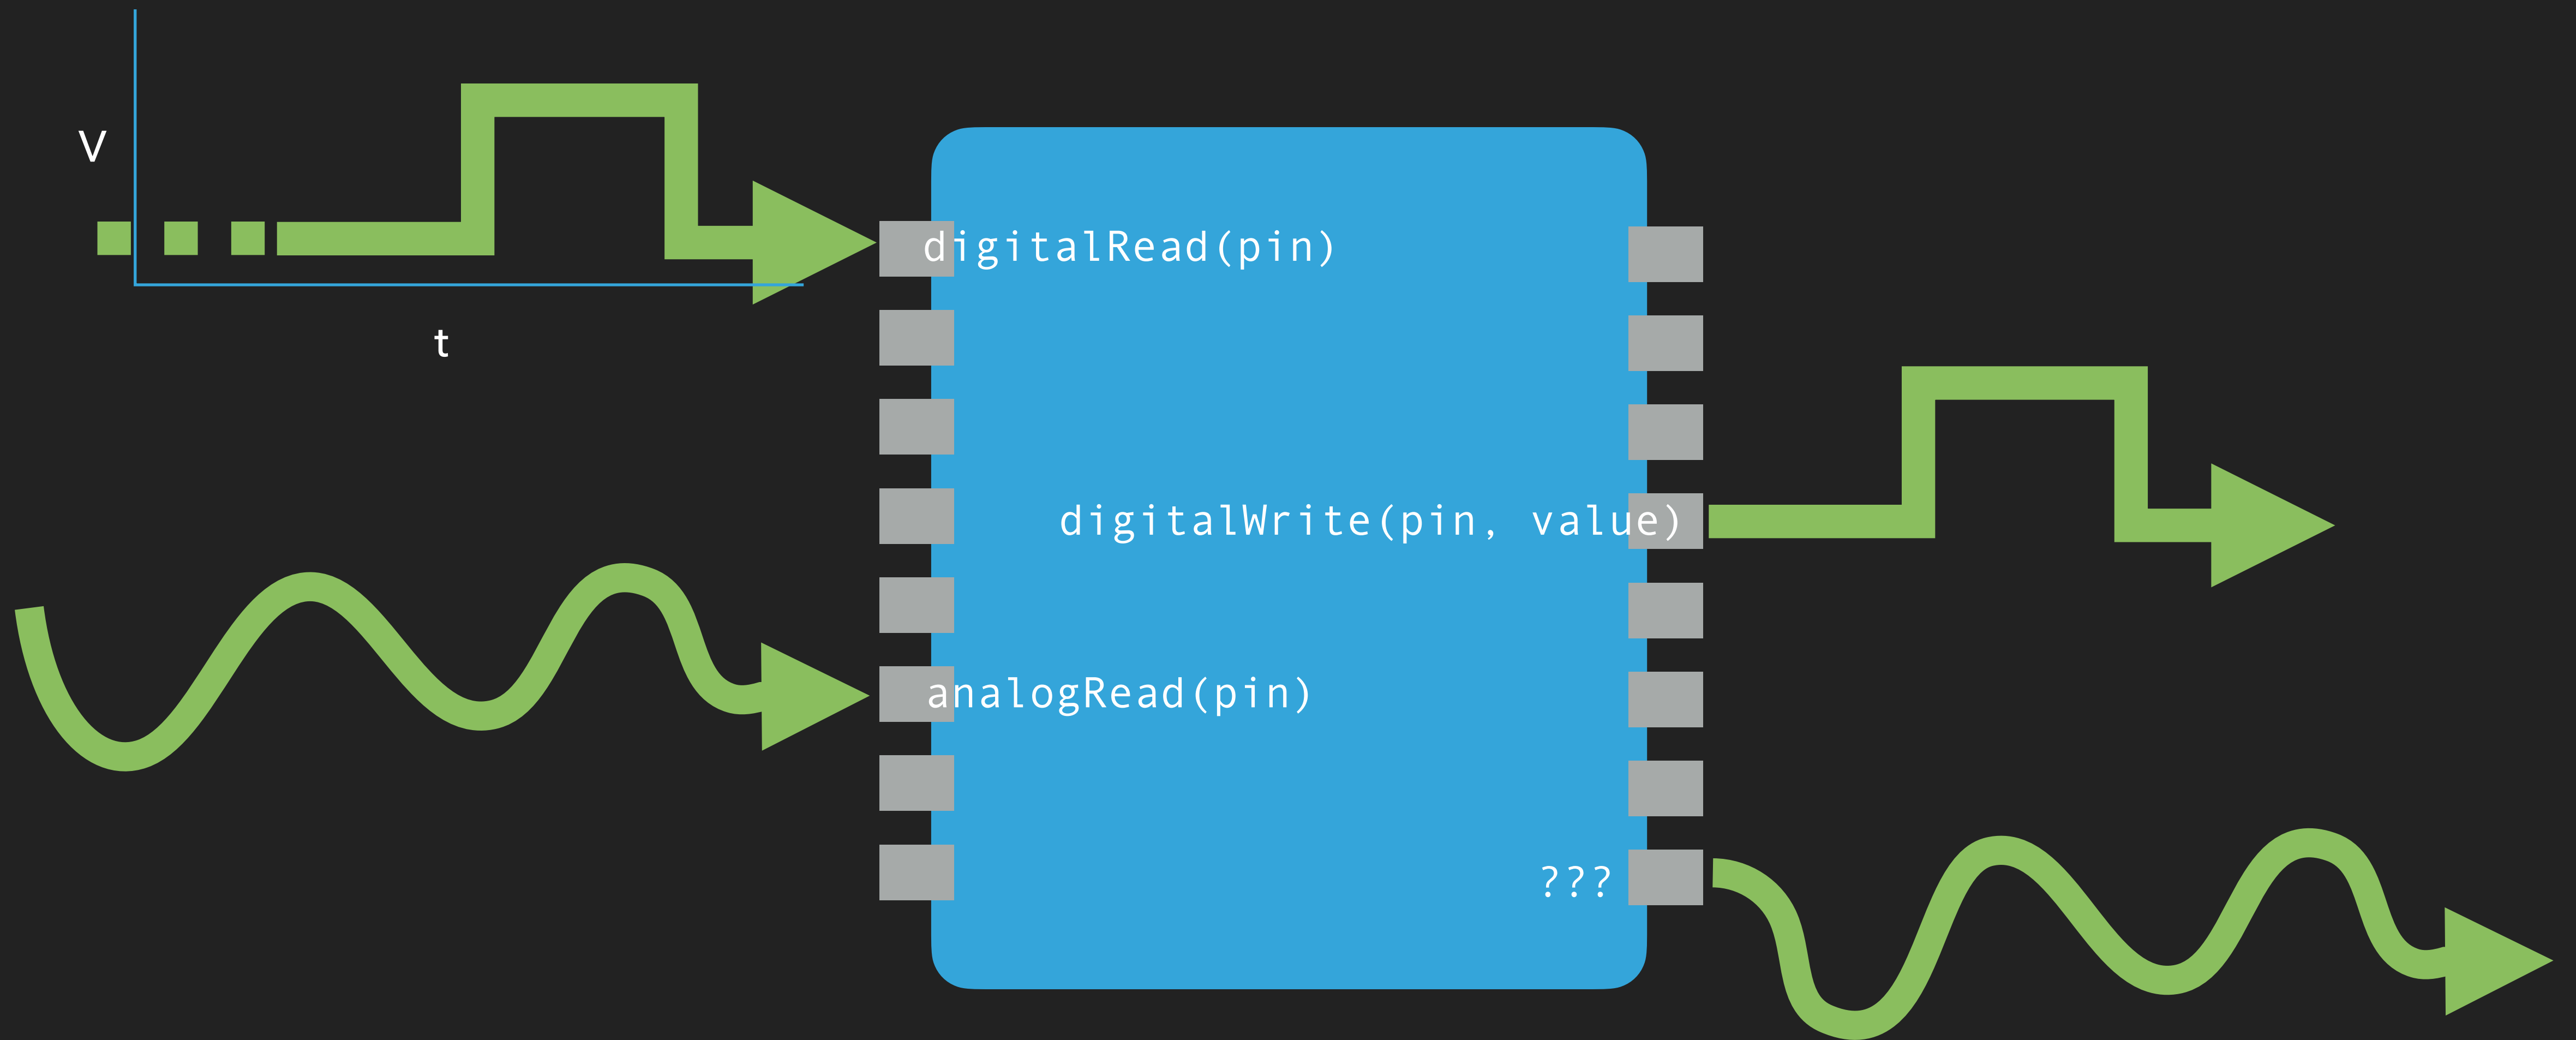 V
t
digitalRead(pin)
digitalWrite(pin, value)
analogRead(pin)
???